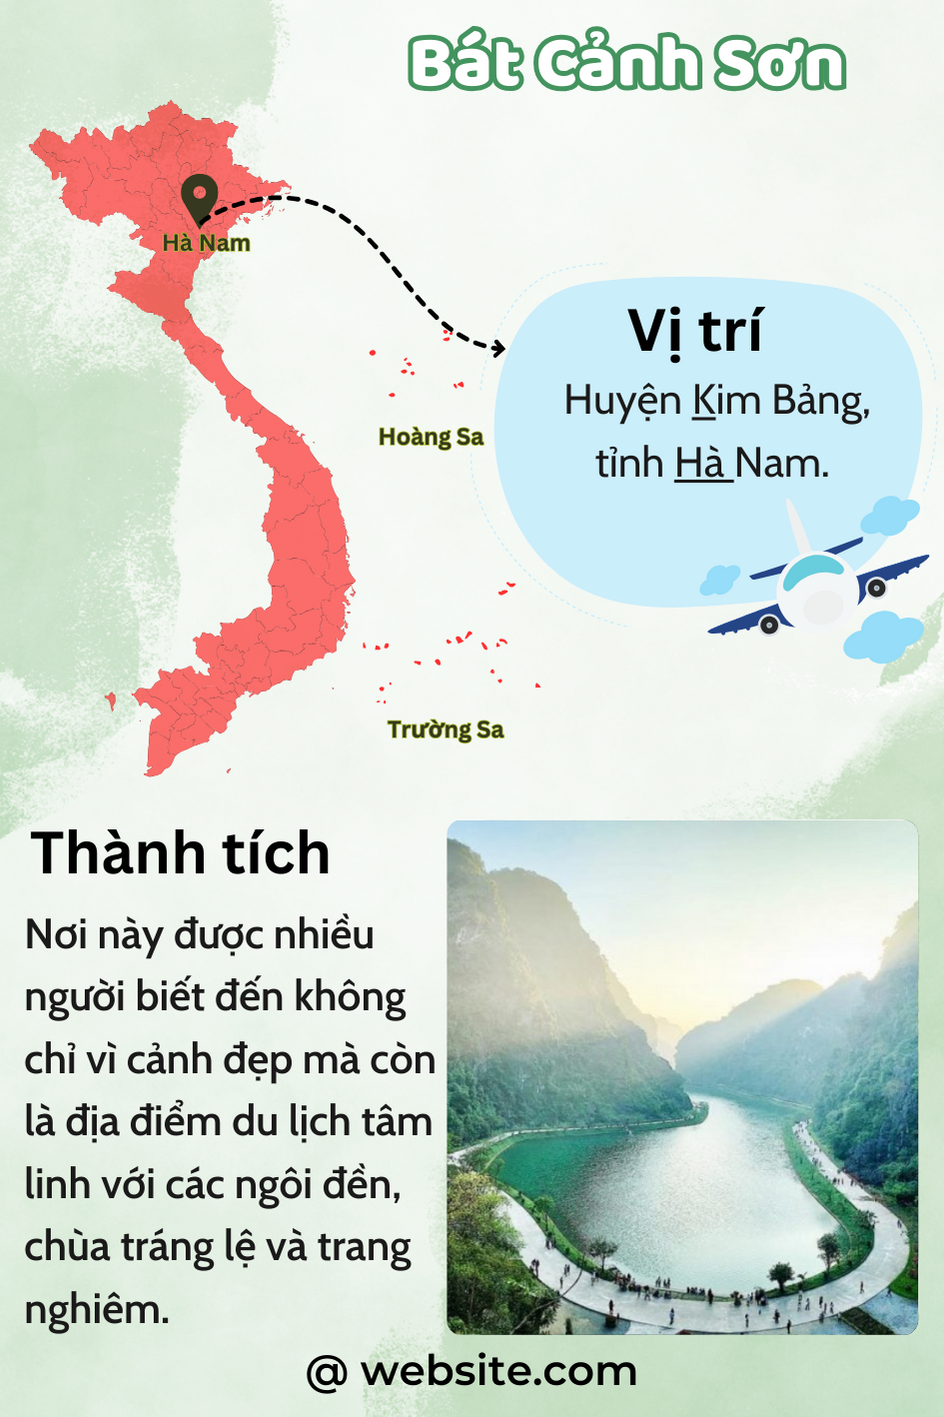 Bát Cảnh Sơn
Hà Nam
Vị trí
Huyện Kim Bảng,
tỉnh Hà Nam.
Hoàng Sa
Trường Sa
Thành tích
Nơi này được nhiều
người biết đến không
chỉ vì cảnh đẹp mà còn
là địa điểm du lịch tâm
linh với các ngôi đền,
chùa tráng lệ và trang
nghiêm.
@ website.com